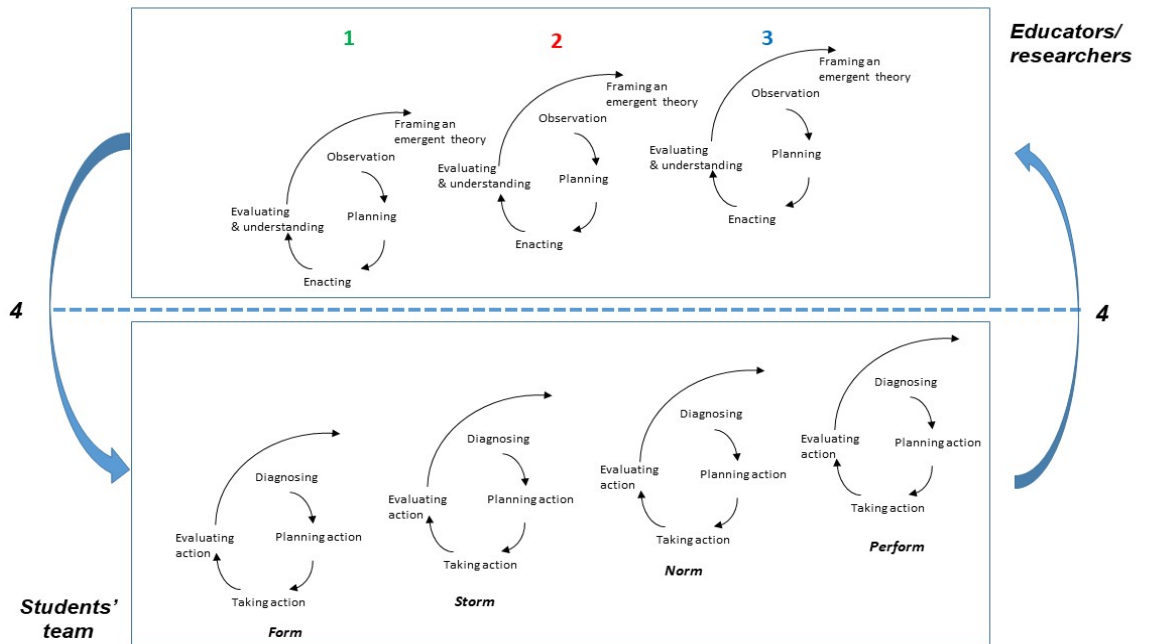 1
2
3
Educators/
researchers
Framing an
emergent theory
Observation
Planning
Evaluating
& understanding
Enacting
Framing an
emergent theory
Observation
Planning
Evaluating
& understanding
Enacting
Framing an
emergent theory
Observation
Planning
Evaluating
& understanding
Enacting
4
4
Diagnosing
Planning action
Evaluating
action
Taking action
Form
Diagnosing
Planning action
Evaluating
action
Taking action
Storm
Diagnosing
Planning action
Evaluating
action
Taking action
Norm
Diagnosing
Planning action
Evaluating
action
Taking action
Perform
Students’
team